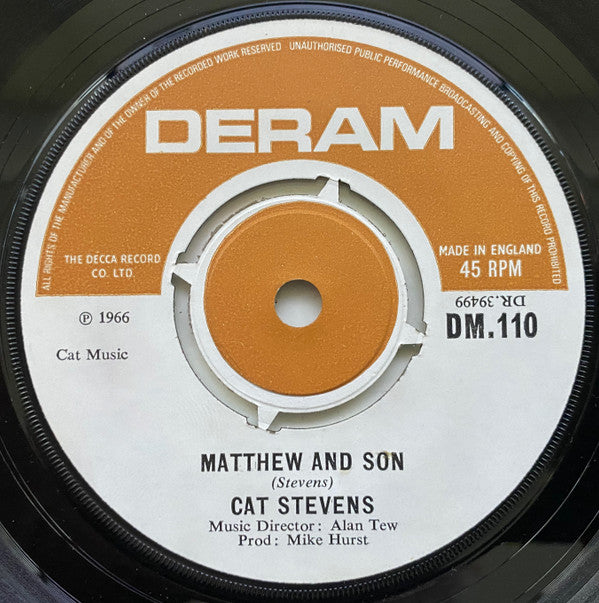 ALL RIGHTS OF THE MANUFACTURER AND OF THE OWNER OF THE RECORDED WORK RESERVED UNAUTHORISED PUBLIC PERFORMANCE BROADCASTING AND COPYING OF THIS RECORD PROHIBITED
DERAM
THE DECCA RECORD
CO. LTD.
MADE IN ENGLAND
45 RPM
DR.39499
℗ 1966
DM.110
Cat Music
MATTHEW AND SON
(Stevens)
CAT STEVENS
Music Director: Alan Tew
Prod: Mike Hurst